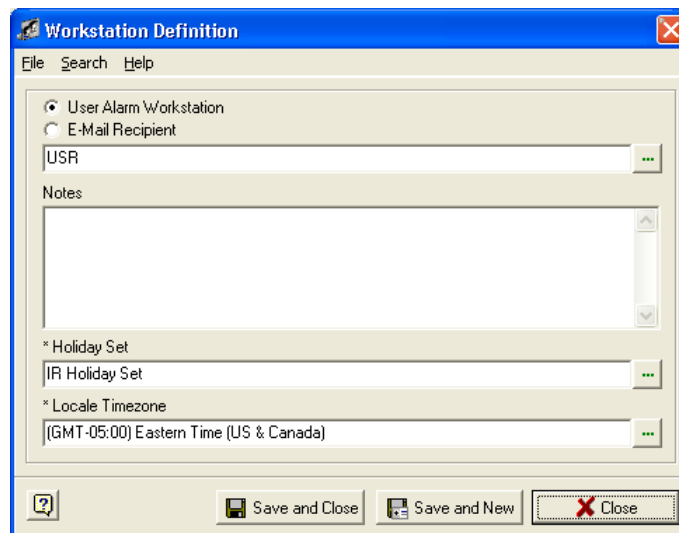 Workstation Definition
File Search Help
User Alarm Workstation
E-Mail Recipient
USR
...
Notes
* Holiday Set
IR Holiday Set
...
* Locale Timezone
(GMT-05:00) Eastern Time (US & Canada)
...
? Save and Close Save and New Close